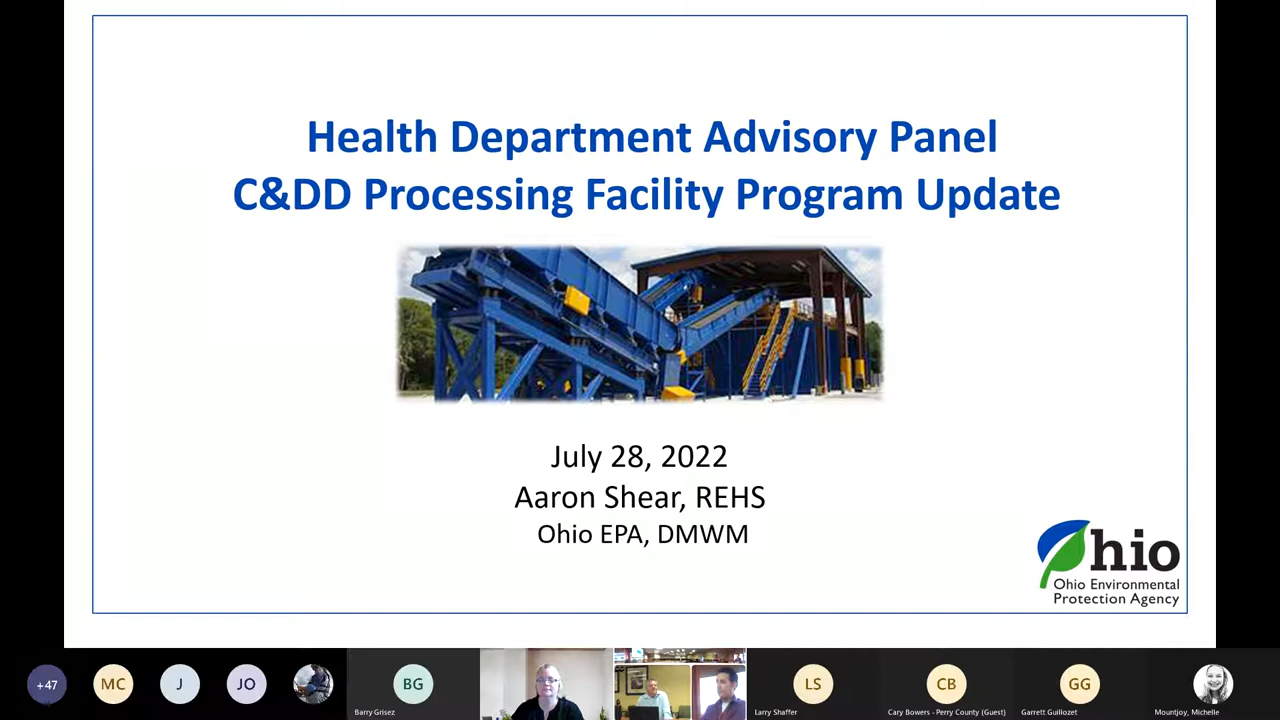 Health Department Advisory Panel
C&DD Processing Facility Program Update
July 28, 2022
Aaron Shear, REHS
Ohio EPA, DMWM
Ohio
Ohio Environmental
Protection Agency
+47
MC
J
JO
BG
LS
CB
GG
Barry Grisez
Larry Shaffer
Cary Bowers - Perry County (Guest)
Garrett Guillozet
Mountjoy, Michelle